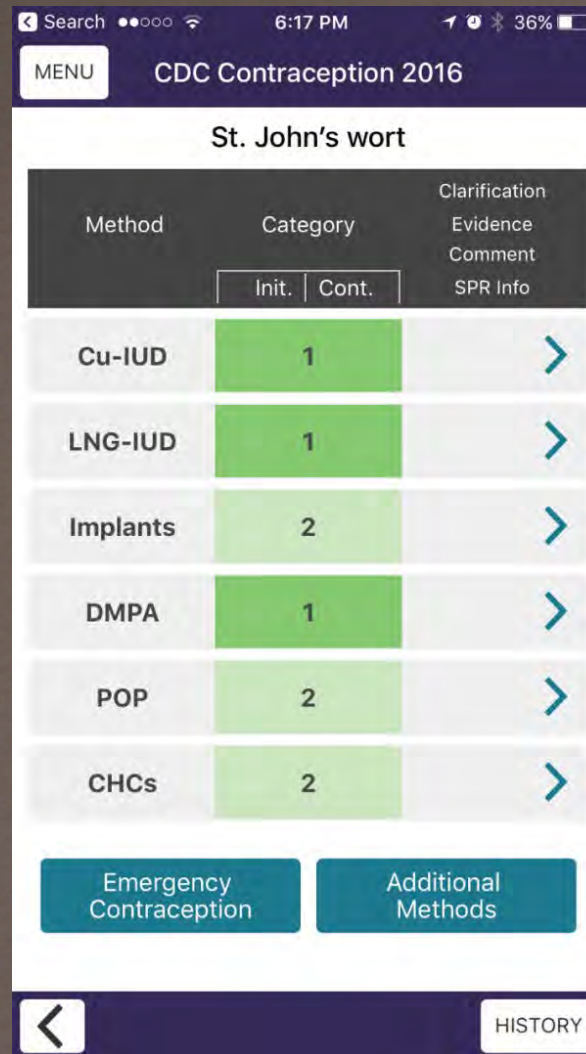 Search 6:17 PM 36%
MENU CDC Contraception 2016
St. John's wort
Method Category Clarification
Evidence
Comment
Init. | Cont. SPR Info
Cu-IUD 1
LNG-IUD 1
Implants 2
DMPA 1
POP 2
CHCs 2
Emergency
Contraception
Additional
Methods
HISTORY